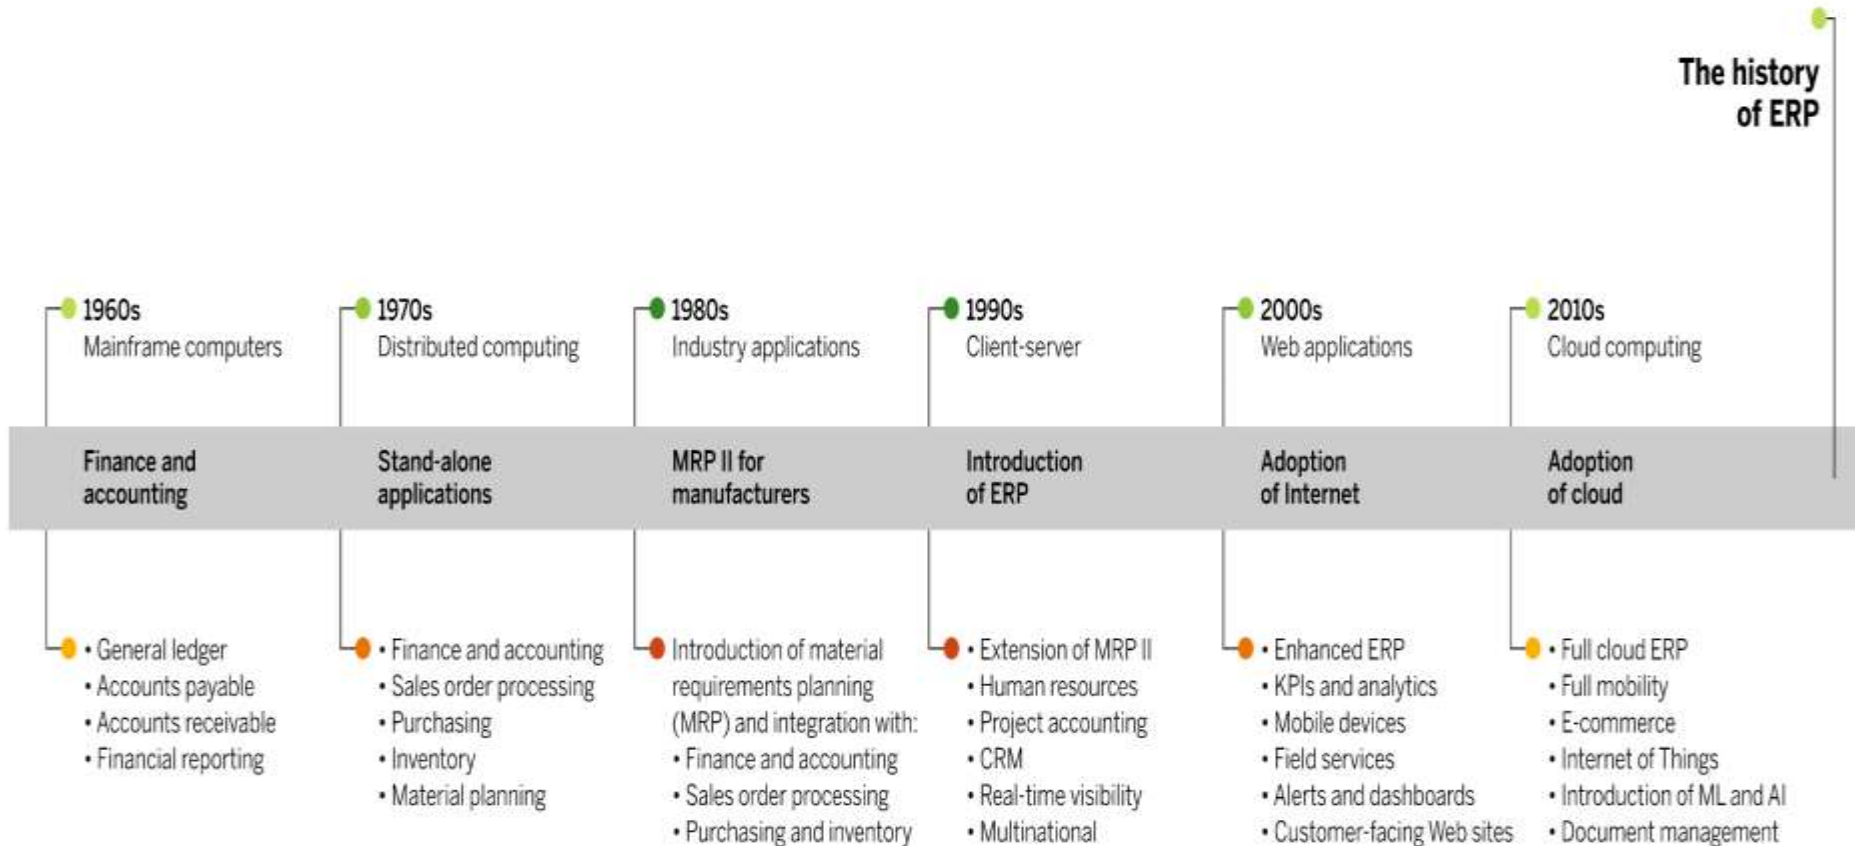 The history
of ERP
1960s
Mainframe computers
Finance and
accounting
• General ledger
• Accounts payable
• Accounts receivable
• Financial reporting
1970s
Distributed computing
Stand-alone
applications
• Finance and accounting
• Sales order processing
• Purchasing
• Inventory
• Material planning
1980s
Industry applications
MRP II for
manufacturers
Introduction of material
requirements planning
(MRP) and integration with:
• Finance and accounting
• Sales order processing
• Purchasing and inventory
1990s
Client-server
Introduction
of ERP
• Extension of MRP II
• Human resources
• Project accounting
• CRM
• Real-time visibility
• Multinational
2000s
Web applications
Adoption
of Internet
• Enhanced ERP
• KPIs and analytics
• Mobile devices
• Field services
• Alerts and dashboards
• Customer-facing Web sites
2010s
Cloud computing
Adoption
of cloud
• Full cloud ERP
• Full mobility
• E-commerce
• Internet of Things
• Introduction of ML and AI
• Document management